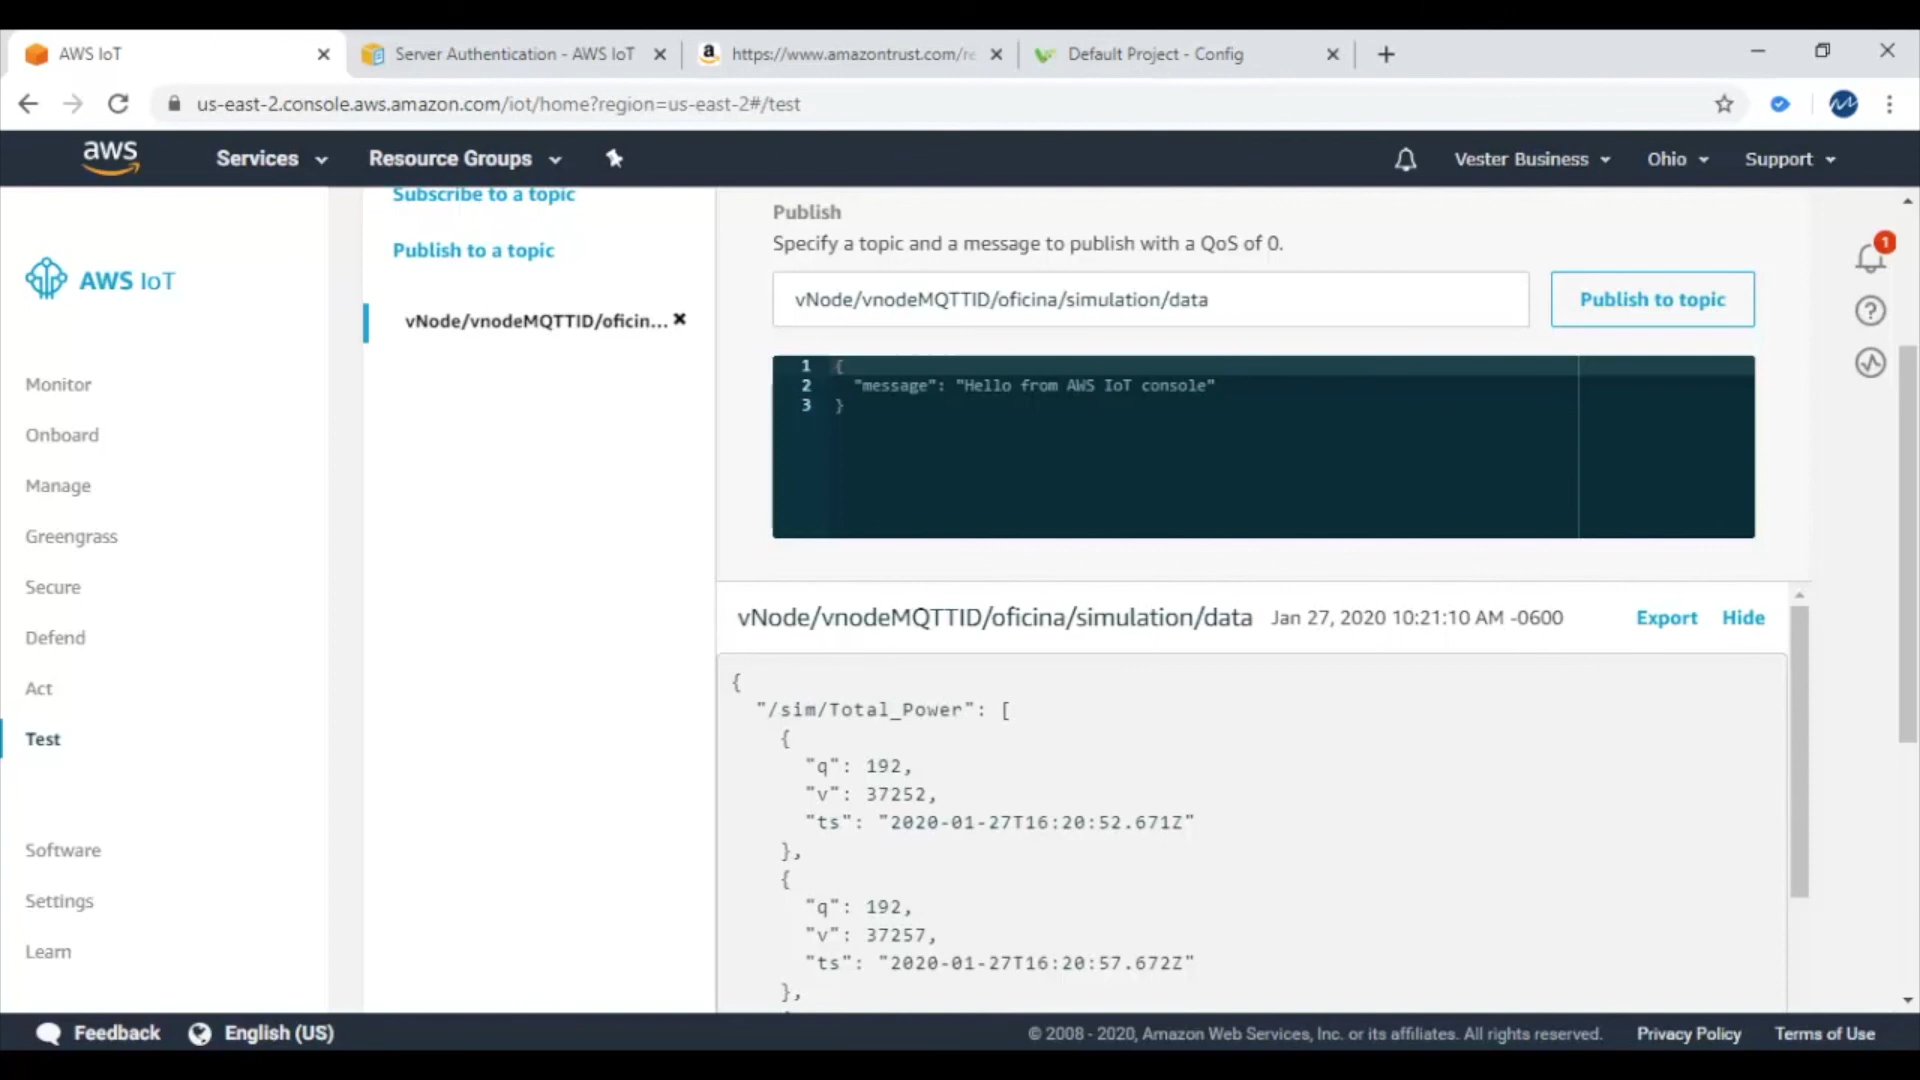 AWS IoT
Server Authentication - AWS IoT
https://www.amazontrust.com/re
Default Project - Config
us-east-2.console.aws.amazon.com/iot/home?region=us-east-2#/test
aws
Services
Resource Groups
Vester Business
Ohio
Support
AWS IoT
Monitor
Onboard
Manage
Greengrass
Secure
Defend
Act
Test
Software
Settings
Learn
Subscribe to a topic
Publish to a topic
vNode/vnodeMQTTID/oficin...
Publish
Specify a topic and a message to publish with a QoS of 0.
vNode/vnodeMQTTID/oficina/simulation/data
Publish to topic
1 {
2 "message": "Hello from AWS IoT console"
3 }
1
vNode/vnodeMQTTID/oficina/simulation/data Jan 27, 2020 10:21:10 AM -0600 Export Hide
{
"/sim/Total_Power": [
{
"q": 192,
"v": 37252,
"ts": "2020-01-27T16:20:52.671Z"
},
{
"q": 192,
"v": 37257,
"ts": "2020-01-27T16:20:57.672Z"
},
Feedback
English (US)
© 2008 - 2020, Amazon Web Services, Inc. or its affiliates. All rights reserved.
Privacy Policy
Terms of Use